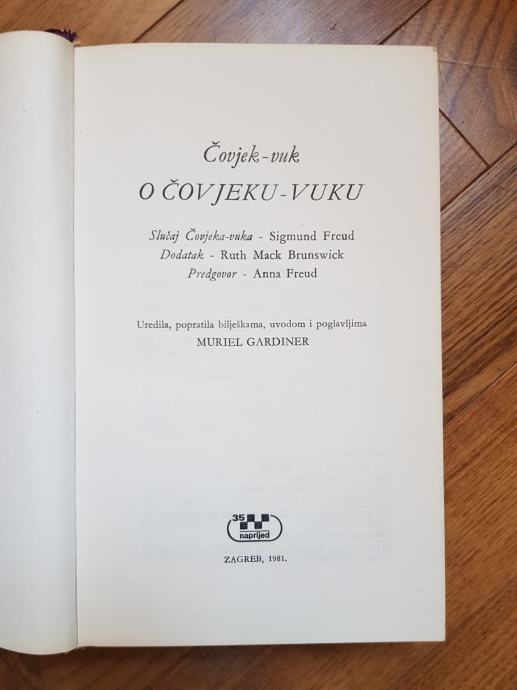 Čovjek-vuk
O ČOVJEKU-VUKU
Slučaj Čovjeka-vuka - Sigmund Freud
Dodatak - Ruth Mack Brunswick
Predgovor - Anna Freud
Uredila, popratila bilješkama, uvodom i poglavljima
MURIEL GARDINER
35
naprijed
ZAGREB, 1981.